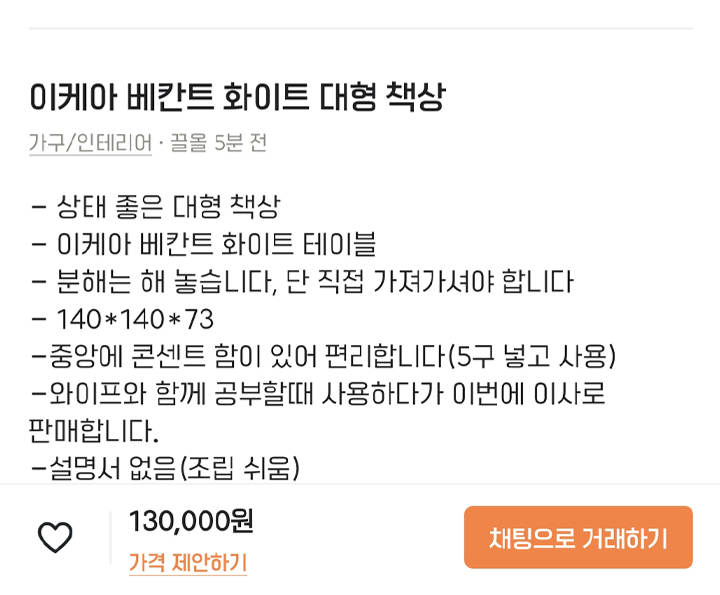 이케아 베칸트 화이트 대형 책상
가구/인테리어 · 끌올 5분 전
- 상태 좋은 대형 책상
- 이케아 베칸트 화이트 테이블
- 분해는 해 놓습니다, 단 직접 가져가셔야 합니다
- 140*140*73
-중앙에 콘센트 함이 있어 편리합니다(5구 넣고 사용)
-와이프와 함께 공부할때 사용하다가 이번에 이사로
판매합니다.
-설명서 없음(조립 쉬움)
130,000원
가격 제안하기
채팅으로 거래하기